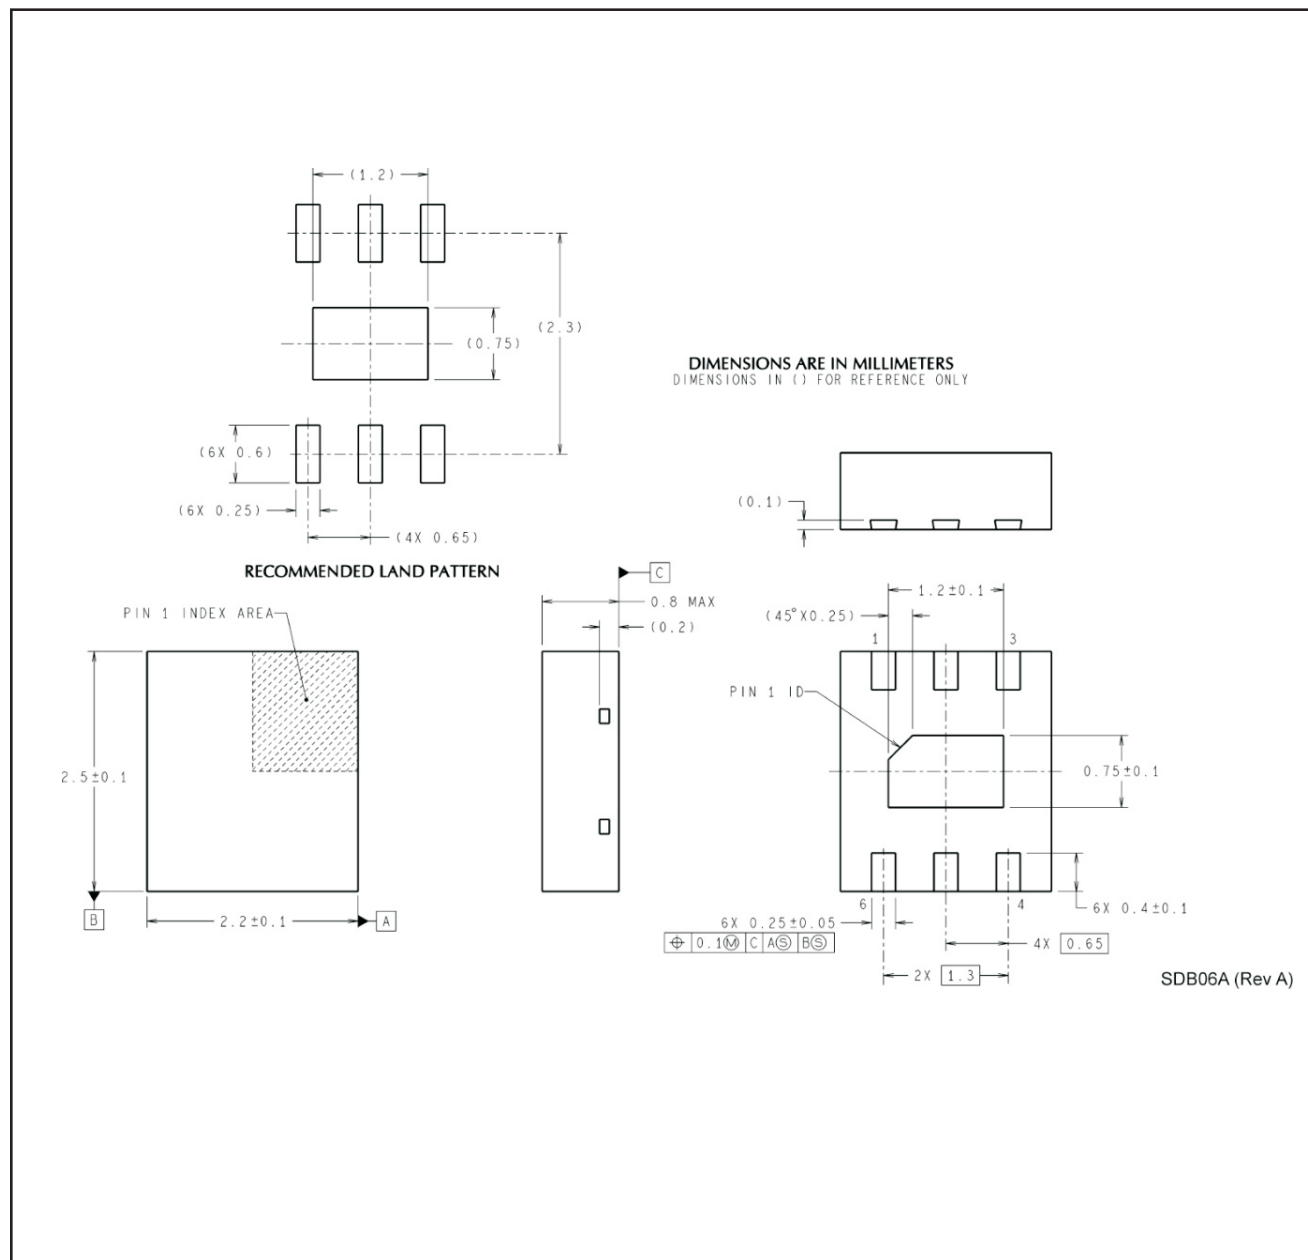 (1.2)
(2.3)
(0.75)
DIMENSIONS ARE IN MILLIMETERS
DIMENSIONS IN () FOR REFERENCE ONLY
(6X 0.6)
(0.1)
(6X 0.25)
(4X 0.65)
RECOMMENDED LAND PATTERN
C
PIN 1 INDEX AREA
0.8 MAX
(0.2)
1.2±0.1
(45°X0.25)
1
3
PIN 1 ID
2.5±0.1
0.75±0.1
B
2.2±0.1
A
6
4
6X 0.4±0.1
6X 0.25±0.05
⌖ 0.1Ⓜ C AⓈ BⓈ
4X 0.65
2X 1.3
SDB06A (Rev A)